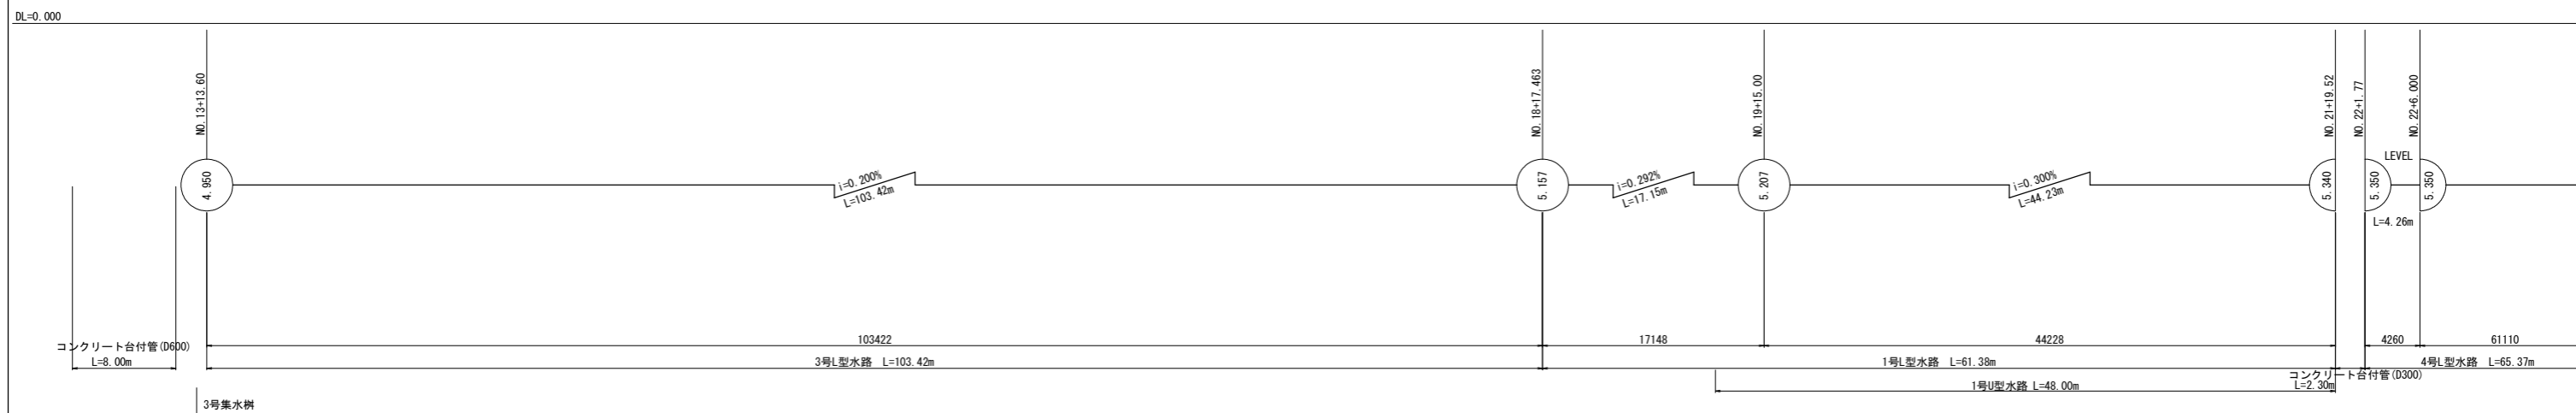 DL=0.000
NO.13+13.60
NO.18+17.463
NO.19+15.00
NO.21+19.52
NO.22+1.77
NO.22+6.000
LEVEL
4.950
i=0.200%
L=103.42m
5.157
i=0.292%
L=17.15m
5.207
i=0.300%
L=44.23m
5.340
5.350
5.350
L=4.26m
103422
17148
44228
4260
61110
コンクリート台付管(D600)
L=8.00m
3号L型水路 L=103.42m
1号L型水路 L=61.38m
4号L型水路 L=65.37m
コンクリート台付管(D300)
L=2.30m
1号U型水路 L=48.00m
3号集水桝